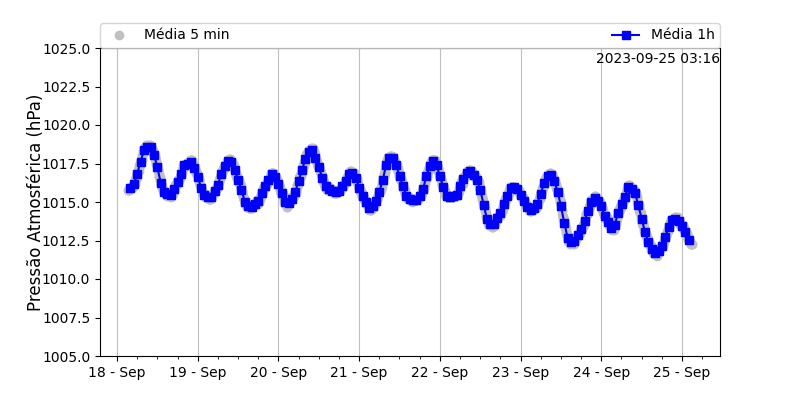 Média 5 min
Média 1h
2023-09-25 03:16
Pressão Atmosférica (hPa)
1025.0
1022.5
1020.0
1017.5
1015.0
1012.5
1010.0
1007.5
1005.0
18 - Sep
19 - Sep
20 - Sep
21 - Sep
22 - Sep
23 - Sep
24 - Sep
25 - Sep